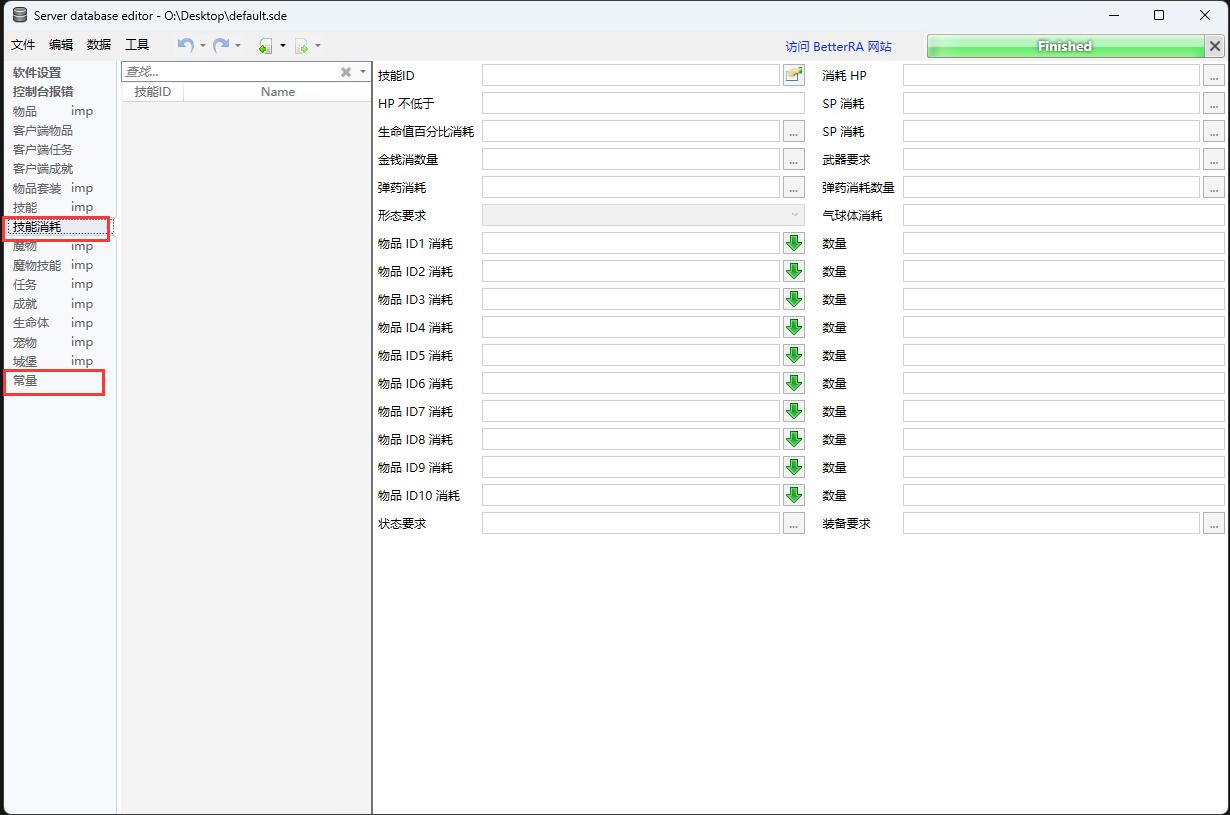 Server database editor - O:\Desktop\default.sde
文件 编辑 数据 工具 访问 BetterRA 网站 Finished
软件设置
控制台报错
物品 imp
客户端物品
客户端任务
客户端成就
物品套装 imp
技能 imp
技能消耗
魔物 imp
魔物技能 imp
任务 imp
成就 imp
生命体 imp
宠物 imp
城堡 imp
常量
查找...
技能ID Name
技能ID ... 消耗 HP ...
HP 不低于 SP 消耗 ...
生命值百分比消耗 ... SP 消耗 ...
金钱消数量 ... 武器要求 ...
弹药消耗 ... 弹药消耗数量 ...
形态要求 气球体消耗
物品 ID1 消耗 数量
物品 ID2 消耗 数量
物品 ID3 消耗 数量
物品 ID4 消耗 数量
物品 ID5 消耗 数量
物品 ID6 消耗 数量
物品 ID7 消耗 数量
物品 ID8 消耗 数量
物品 ID9 消耗 数量
物品 ID10 消耗 数量
状态要求 ... 装备要求 ...